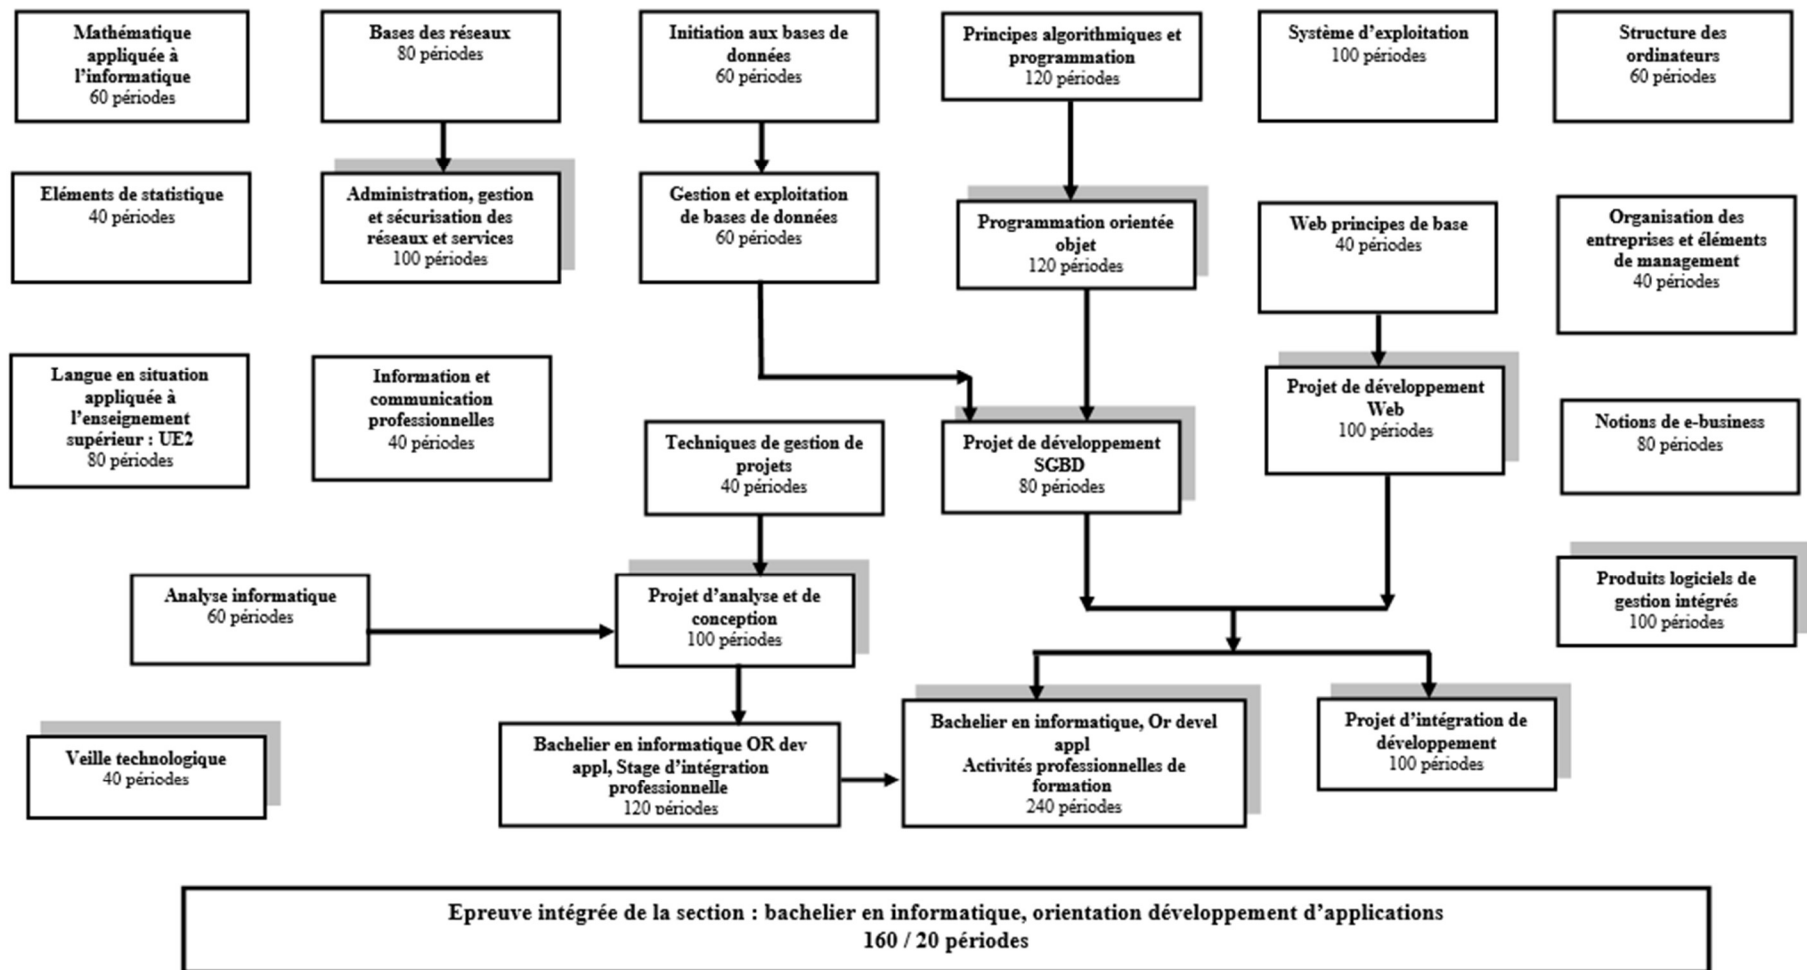 Mathématique
appliquée à
l'informatique
60 périodes
Bases des réseaux
80 périodes
Initiation aux bases de
données
60 périodes
Principes algorithmiques et
programmation
120 périodes
Système d'exploitation
100 périodes
Structure des
ordinateurs
60 périodes
Eléments de statistique
40 périodes
Administration, gestion
et sécurisation des
réseaux et services
100 périodes
Gestion et exploitation
de bases de données
60 périodes
Programmation orientée
objet
120 périodes
Web principes de base
40 périodes
Organisation des
entreprises et éléments
de management
40 périodes
Langue en situation
appliquée à
l'enseignement
supérieur : UE2
80 périodes
Information et
communication
professionnelles
40 périodes
Techniques de gestion de
projets
40 périodes
Projet de développement
SGBD
80 périodes
Projet de développement
Web
100 périodes
Notions de e-business
80 périodes
Analyse informatique
60 périodes
Projet d'analyse et de
conception
100 périodes
Produits logiciels de
gestion intégrés
100 périodes
Veille technologique
40 périodes
Bachelier en informatique OR dev
appl, Stage d'intégration
professionnelle
120 périodes
Bachelier en informatique, Or devel
appl
Activités professionnelles de
formation
240 périodes
Projet d'intégration de
développement
100 périodes
Epreuve intégrée de la section : bachelier en informatique, orientation développement d'applications
160 / 20 périodes